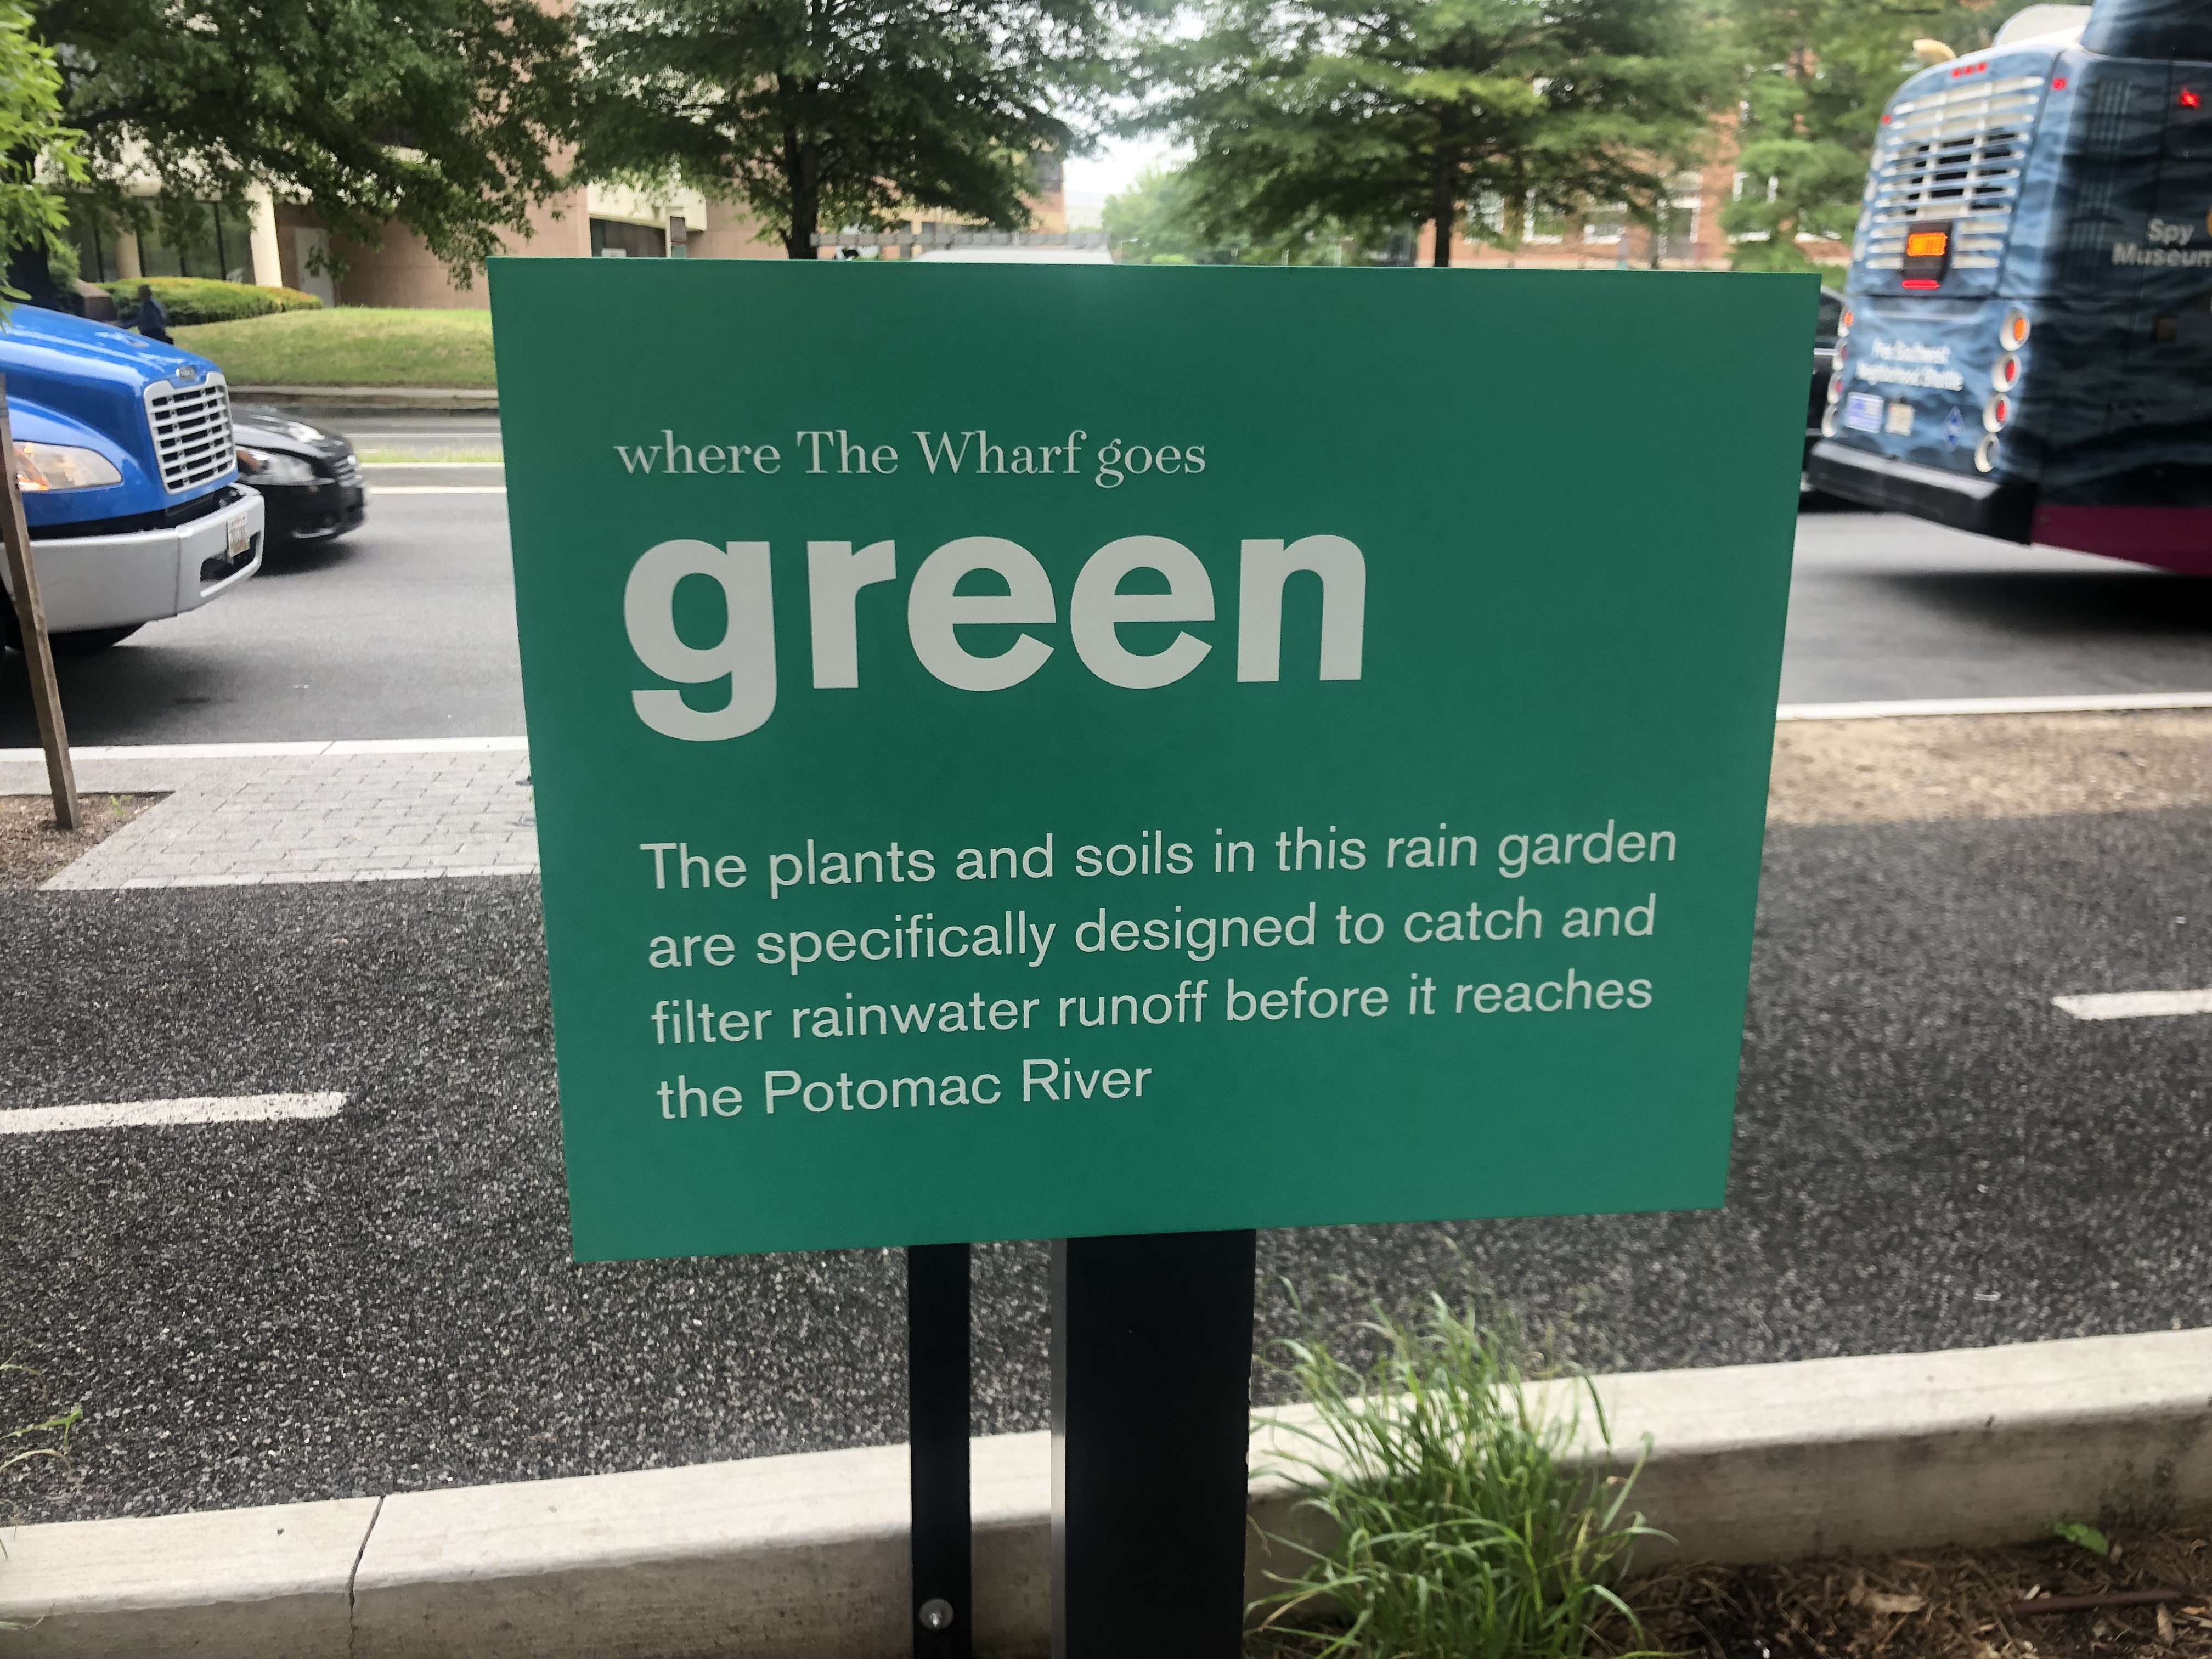 where The Wharf goes
green
The plants and soils in this rain garden
are specifically designed to catch and
filter rainwater runoff before it reaches
the Potomac River
Spy
Museum